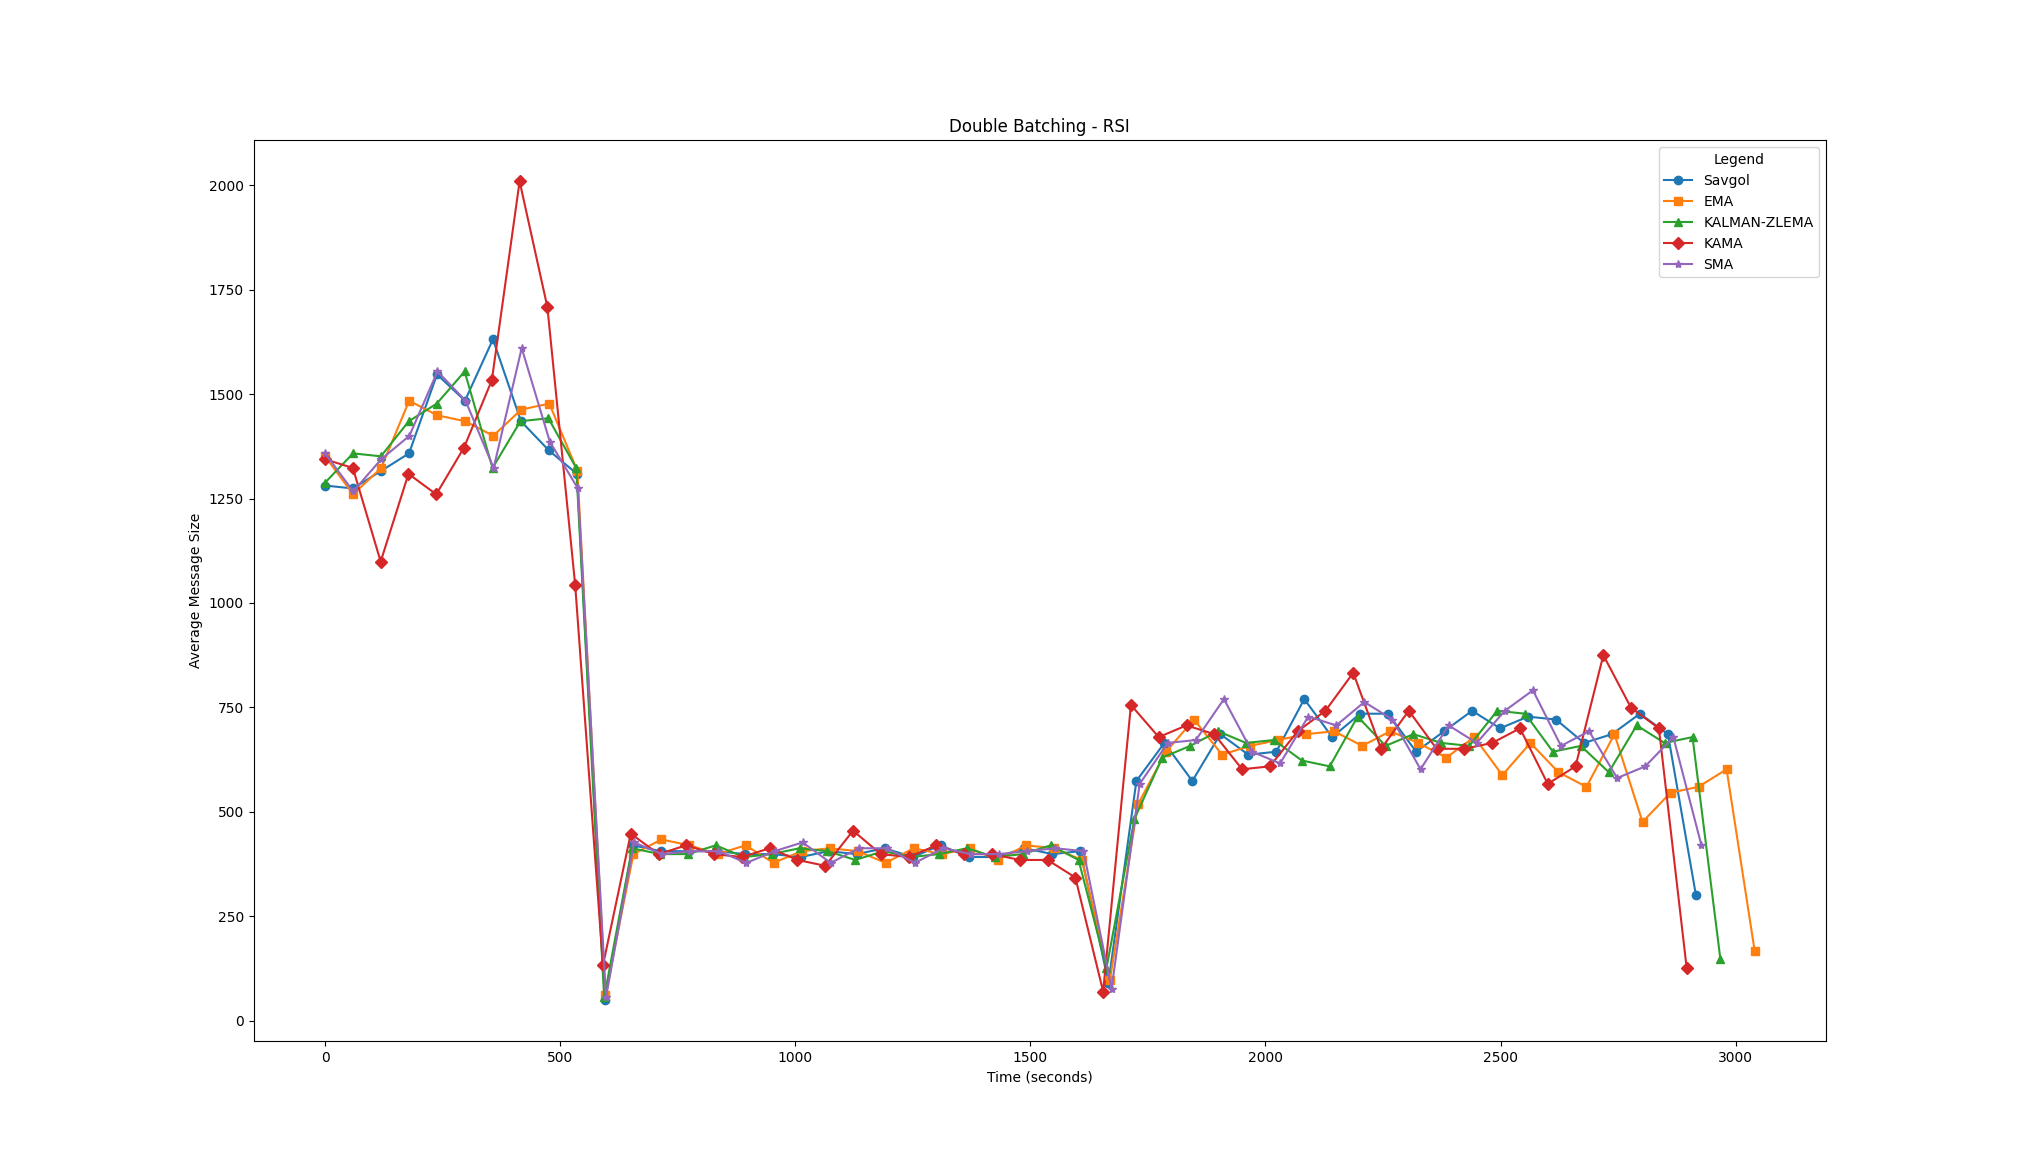 Double Batching - RSI
Legend
Savgol
EMA
KALMAN-ZLEMA
KAMA
SMA
2000
1750
1500
1250
1000
750
500
250
0
Average Message Size
0
500
1000
1500
2000
2500
3000
Time (seconds)